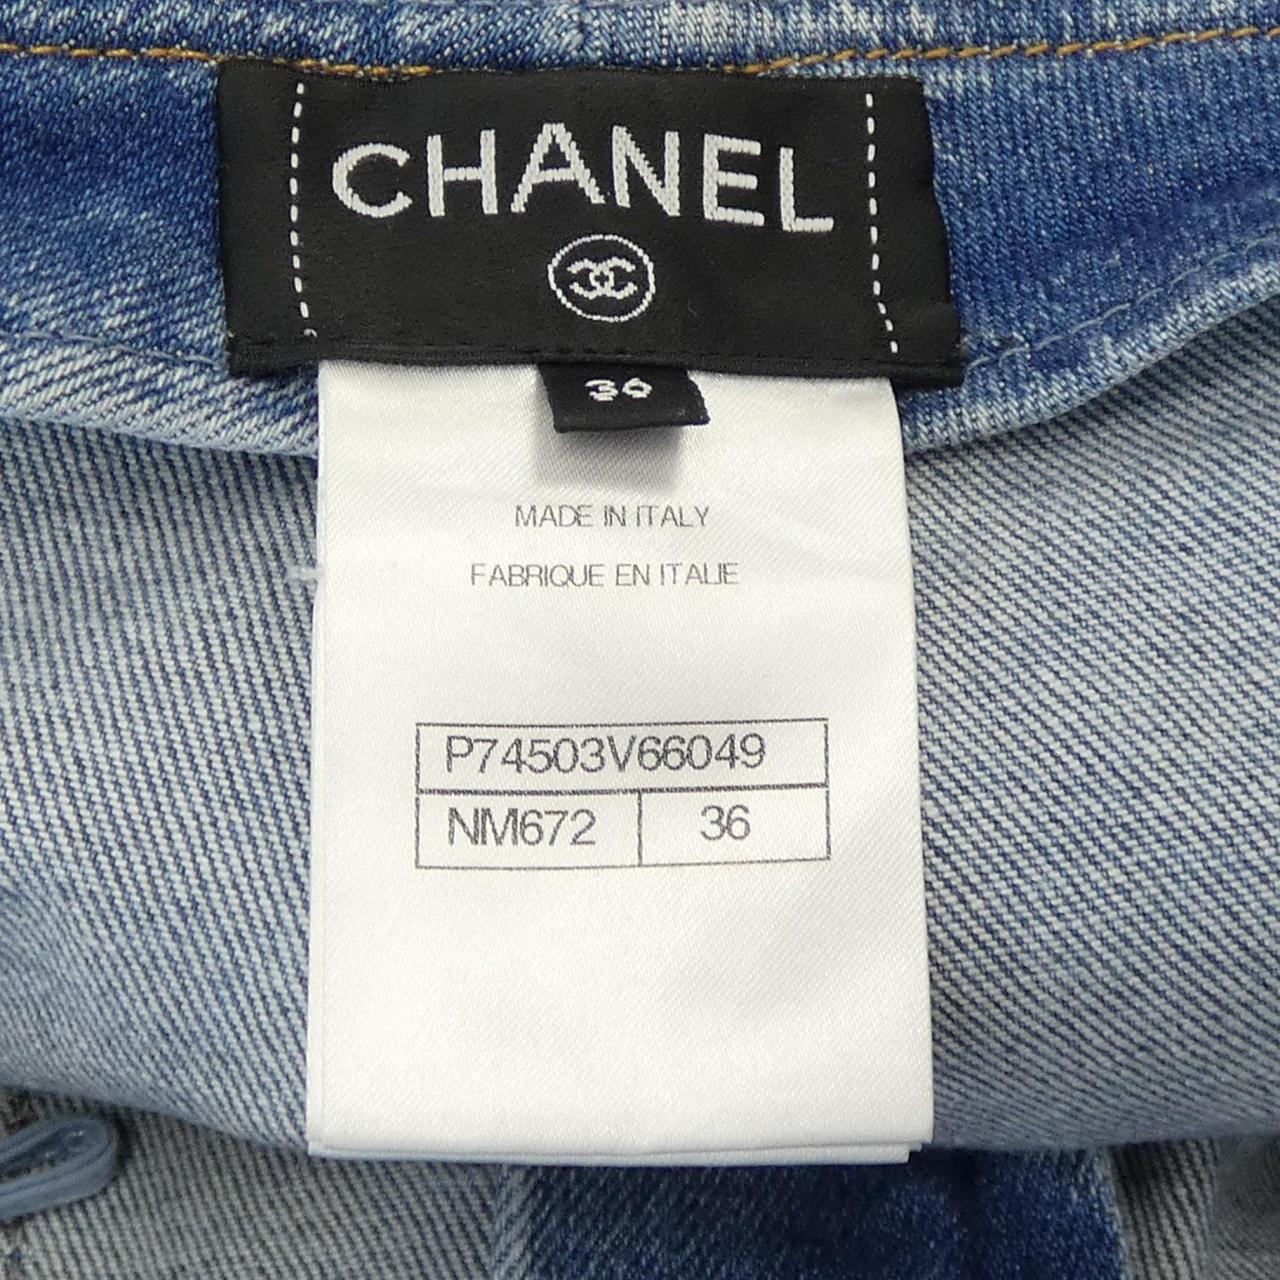 CHANEL
36
MADE IN ITALY
FABRIQUE EN ITALIE
P74503V66049
NM672 36